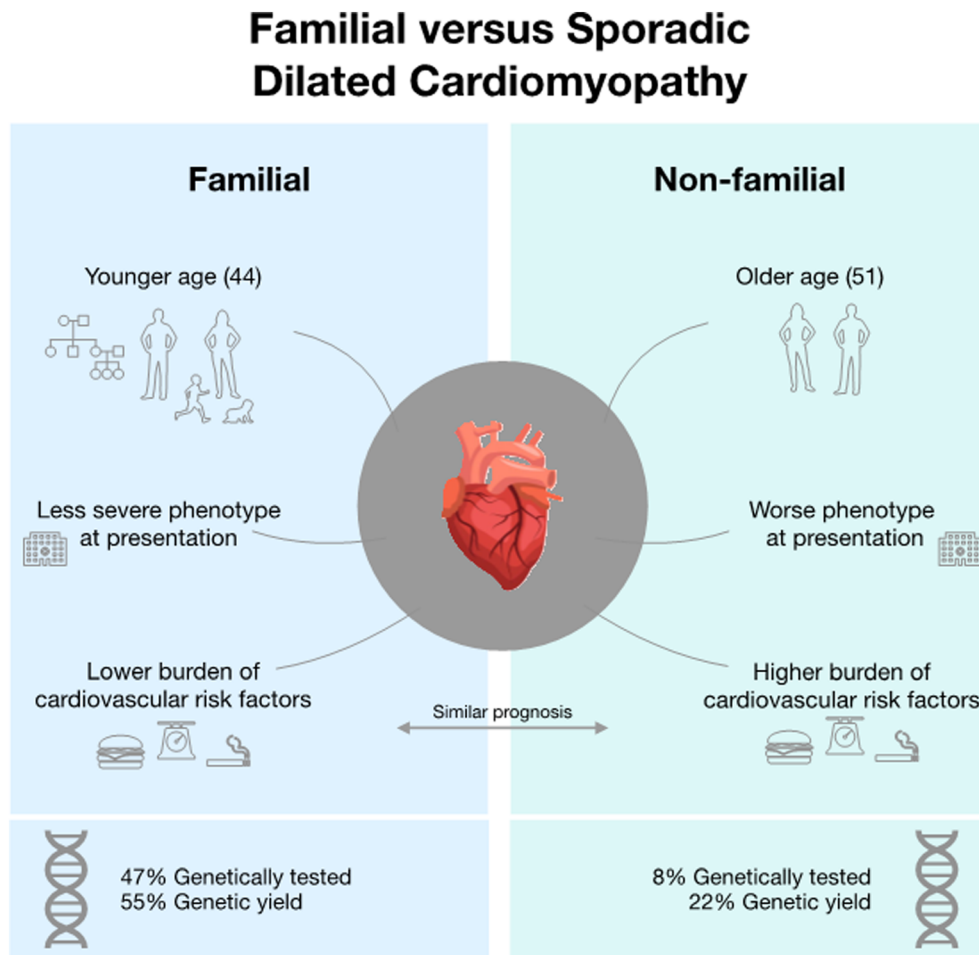 Familial versus Sporadic
Dilated Cardiomyopathy
Familial
Younger age (44)
Less severe phenotype
at presentation
Lower burden of
cardiovascular risk factors
Non-familial
Older age (51)
Worse phenotype
at presentation
Higher burden of
cardiovascular risk factors
Similar prognosis
47% Genetically tested
55% Genetic yield
8% Genetically tested
22% Genetic yield